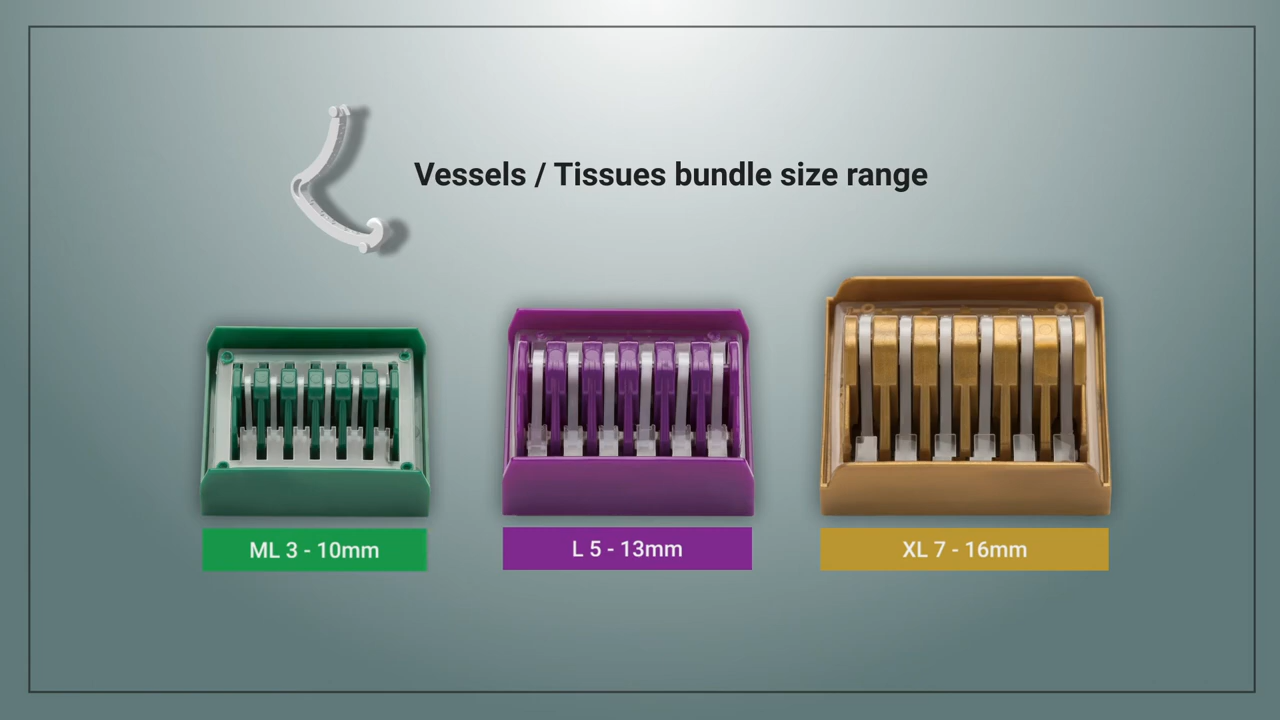 Vessels / Tissues bundle size range
ML 3 - 10mm
L 5 - 13mm
XL 7 - 16mm